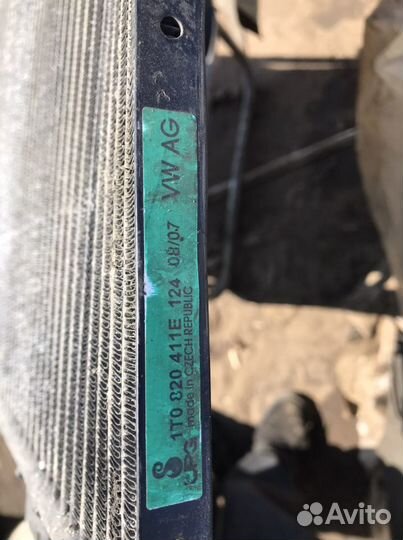 1T0 820 411E 124 08/07 VW AG
made in CZECH REPUBLIC
Avito